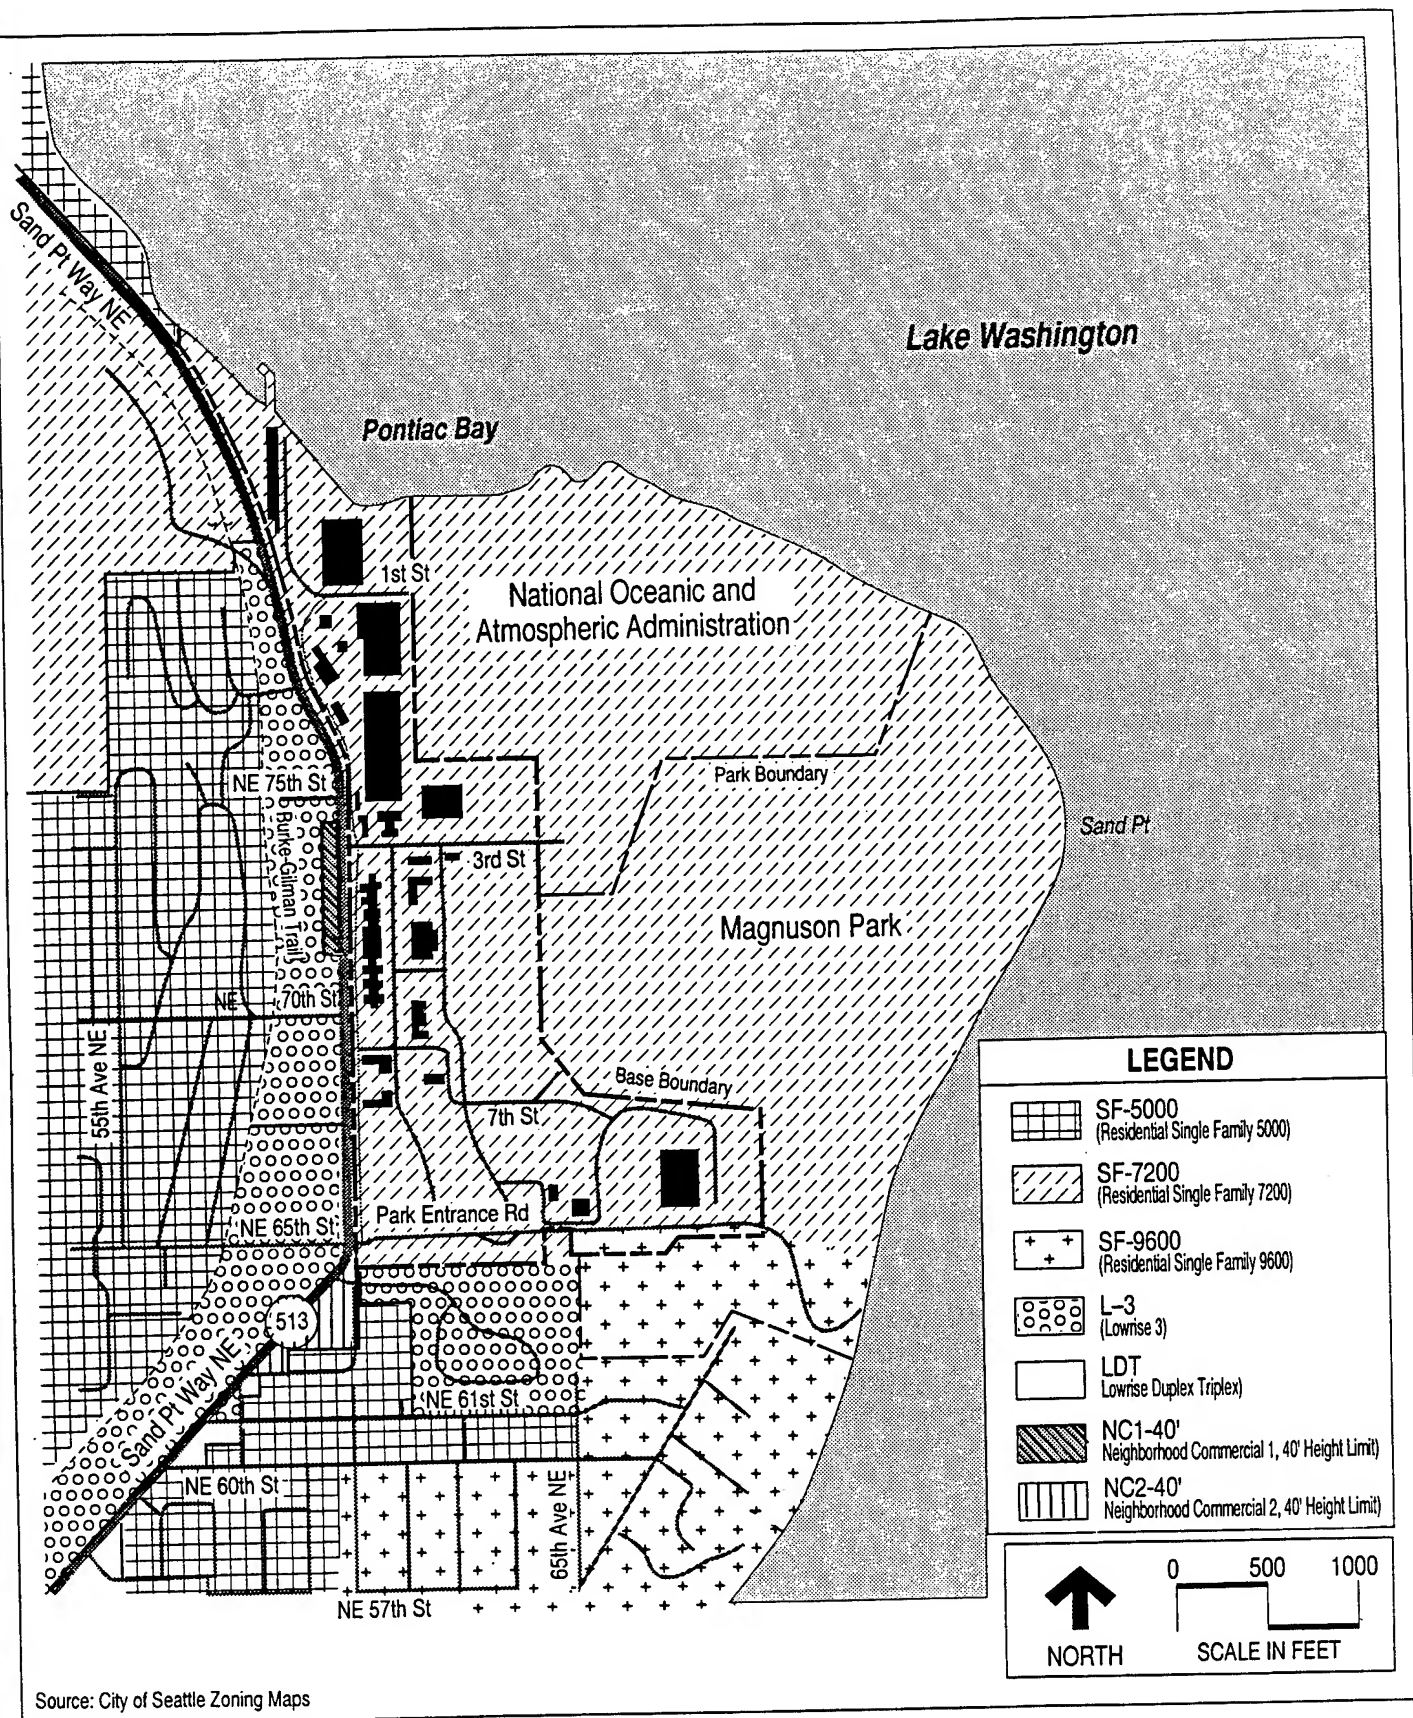 Sand Pt Way NE
Lake Washington
Pontiac Bay
1st St
National Oceanic and
Atmospheric Administration
NE 75th St
Park Boundary
Sand Pt
Burke-Gilman Trail
3rd St
Magnuson Park
NE 70th St
55th Ave NE
Base Boundary
7th St
NE 65th St
Park Entrance Rd
513
Sand Pt Way NE
NE 61st St
NE 60th St
65th Ave NE
NE 57th St
LEGEND
SF-5000
(Residential Single Family 5000)
SF-7200
(Residential Single Family 7200)
SF-9600
(Residential Single Family 9600)
L-3
(Lowrise 3)
LDT
Lowrise Duplex Triplex)
NC1-40'
Neighborhood Commercial 1, 40' Height Limit)
NC2-40'
Neighborhood Commercial 2, 40' Height Limit)
0 500 1000
NORTH
SCALE IN FEET
Source: City of Seattle Zoning Maps